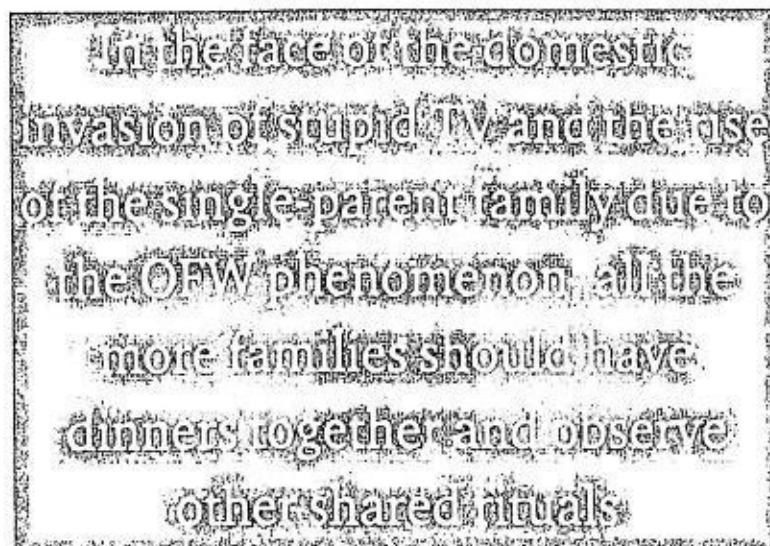 In the face of the domestic
invasion of stupid TV and the rise
of the single-parent family due to
the OFW phenomenon, all the
more families should have
dinners together and observe
other shared rituals